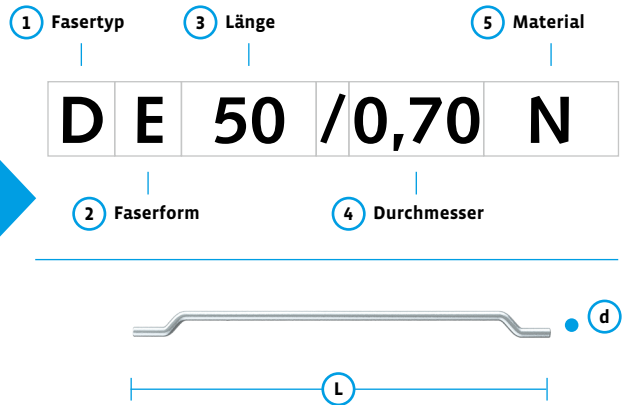 1 Fasertyp 3 Länge 5 Material
D E 50 /0,70 N
2 Faserform 4 Durchmesser
d
L